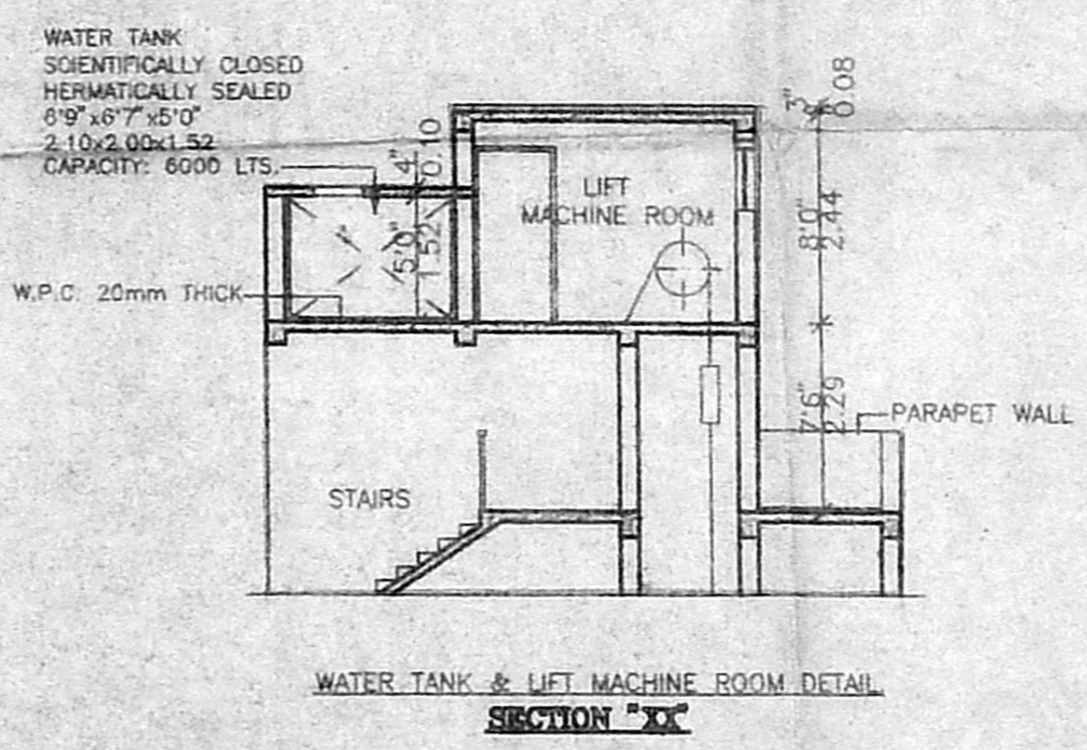 WATER TANK
SCIENTIFICALLY CLOSED
HERMATICALLY SEALED
6'9"x6'7"x5'0"
2.10x2.00x1.52
CAPACITY: 6000 LTS.
4"
0.10
3"
0.08
LIFT
MACHINE ROOM
8'0"
2.44
5'0"
1.52
W.P.C. 20mm THICK
7'6"
2.29
PARAPET WALL
STAIRS
WATER TANK & LIFT MACHINE ROOM DETAIL
SECTION "XX"